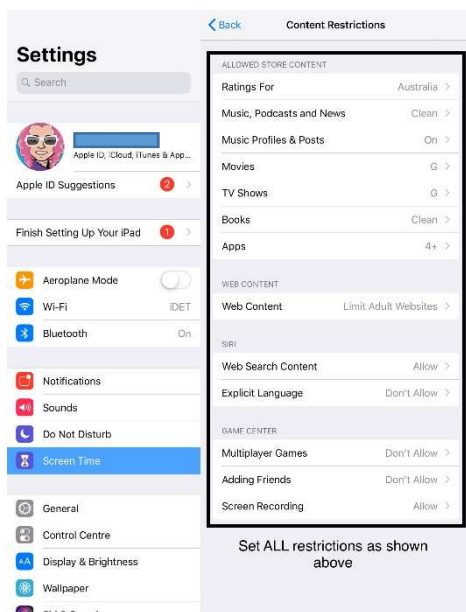 Back
Content Restrictions
Settings
Search
Apple ID, iCloud, iTunes & App...
Apple ID Suggestions 2
Finish Setting Up Your iPad 1
Aeroplane Mode
Wi-Fi iDET
Bluetooth On
Notifications
Sounds
Do Not Disturb
Screen Time
General
Control Centre
AA Display & Brightness
Wallpaper
ALLOWED STORE CONTENT
Ratings For Australia
Music, Podcasts and News Clean
Music Profiles & Posts On
Movies G
TV Shows G
Books Clean
Apps 4+
WEB CONTENT
Web Content Limit Adult Websites
SIRI
Web Search Content Allow
Explicit Language Don't Allow
GAME CENTER
Multiplayer Games Don't Allow
Adding Friends Don't Allow
Screen Recording Allow
Set ALL restrictions as shown
above